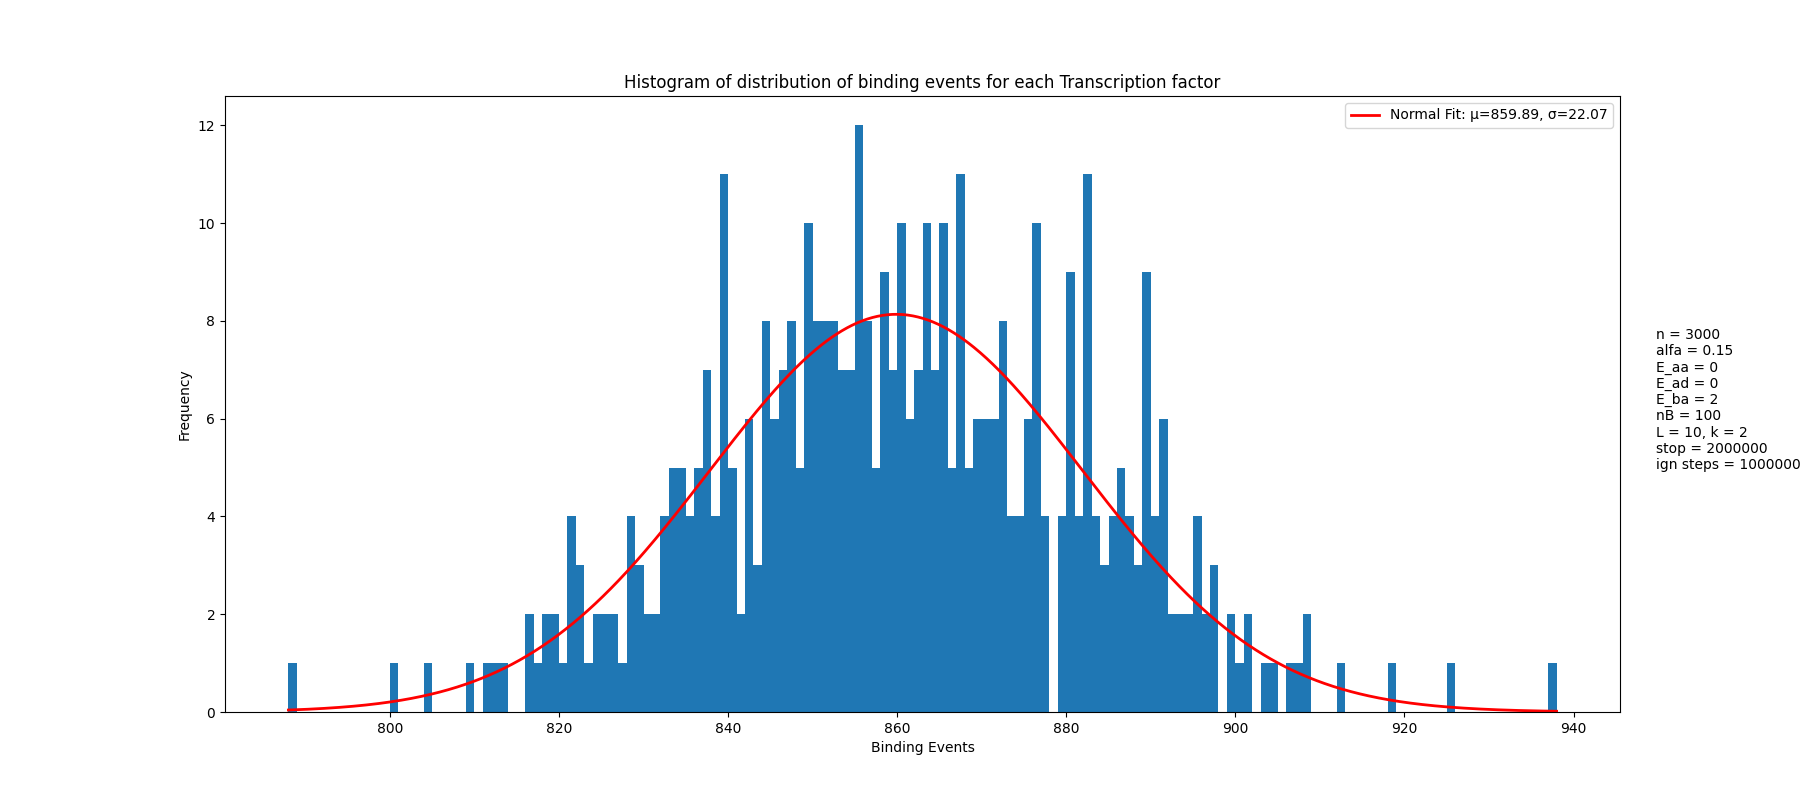 Histogram of distribution of binding events for each Transcription factor
Normal Fit: μ=859.89, σ=22.07
12
10
8
6
4
2
0
Frequency
800
820
840
860
880
900
920
940
Binding Events
n = 3000
alfa = 0.15
E_aa = 0
E_ad = 0
E_ba = 2
nB = 100
L = 10, k = 2
stop = 2000000
ign steps = 1000000